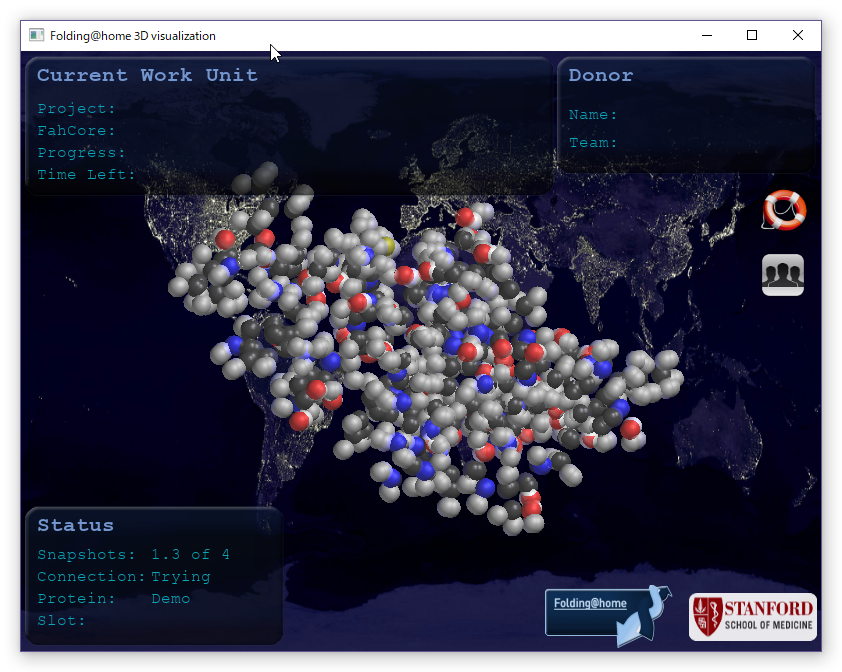 Folding@home 3D visualization
Current Work Unit
Project:
FahCore:
Progress:
Time Left:
Donor
Name:
Team:
Status
Snapshots: 1.3 of 4
Connection: Trying
Protein: Demo
Slot:
Folding@home
STANFORD
SCHOOL OF MEDICINE